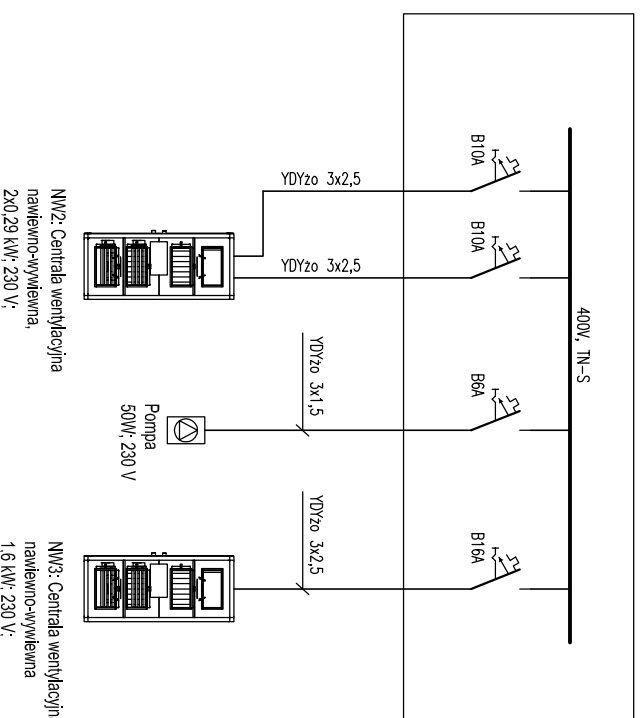 400V, TN-S
B10A
B10A
B6A
B16A
YDYżo 3x2,5
YDYżo 3x2,5
YDYżo 3x1,5
YDYżo 3x2,5
NW2: Centrala wentylacyjna
nawiewno-wywiewna,
2x0,29 kW; 230 V;
Pompa
50W; 230 V
NW3: Centrala wentylacyjn
nawiewno-wywiewna
1,6 kW; 230 V;